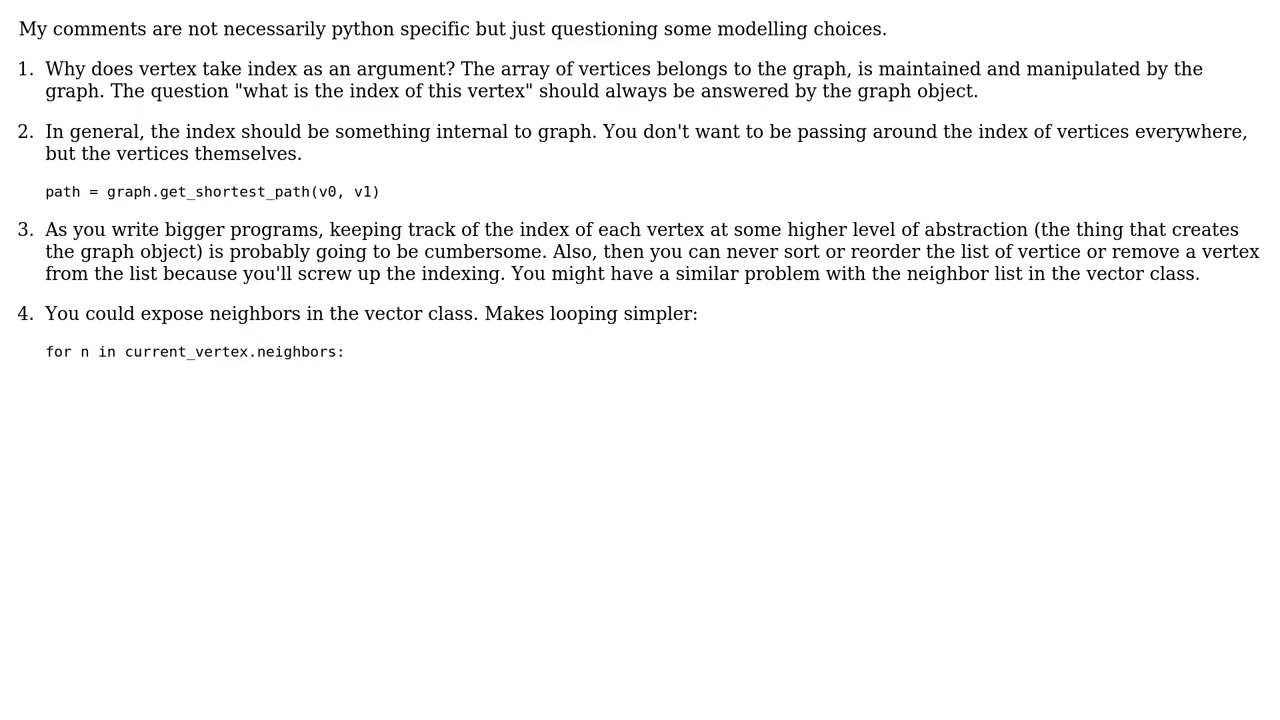 My comments are not necessarily python specific but just questioning some modelling choices.
1. Why does vertex take index as an argument? The array of vertices belongs to the graph, is maintained and manipulated by the
graph. The question "what is the index of this vertex" should always be answered by the graph object.
2. In general, the index should be something internal to graph. You don't want to be passing around the index of vertices everywhere,
but the vertices themselves.
path = graph.get_shortest_path(v0, v1)
3. As you write bigger programs, keeping track of the index of each vertex at some higher level of abstraction (the thing that creates
the graph object) is probably going to be cumbersome. Also, then you can never sort or reorder the list of vertice or remove a vertex
from the list because you'll screw up the indexing. You might have a similar problem with the neighbor list in the vector class.
4. You could expose neighbors in the vector class. Makes looping simpler:
for n in current_vertex.neighbors: